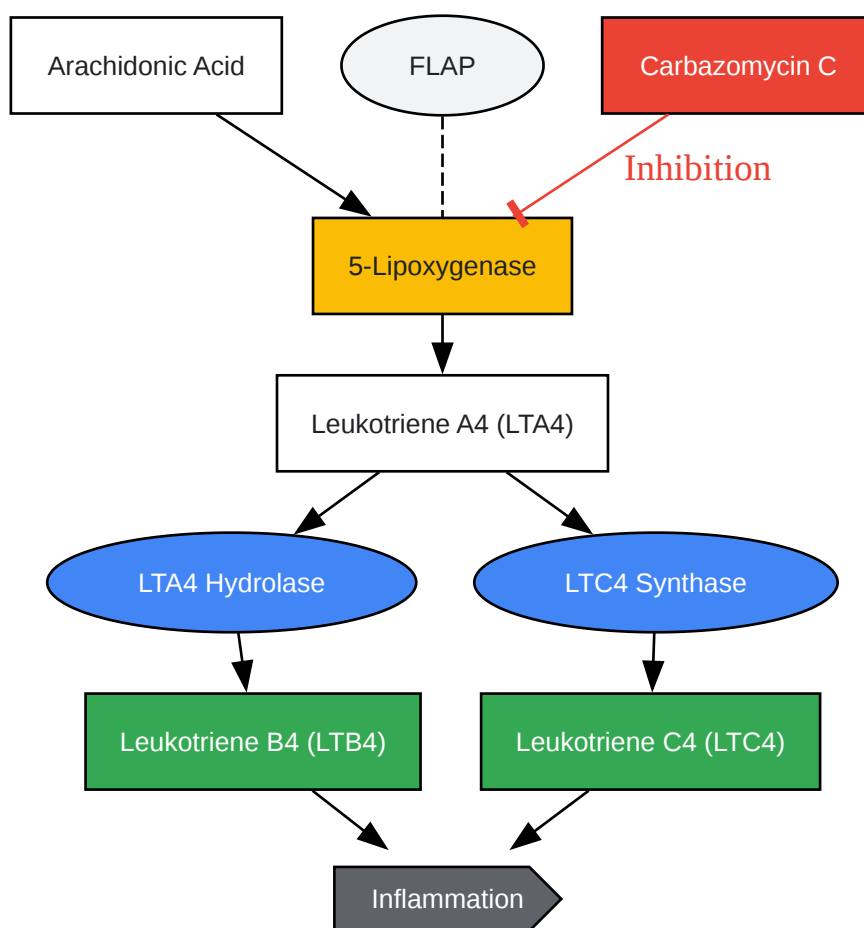 Arachidonic Acid
FLAP
Carbazomycin C
Inhibition
5-Lipoxygenase
Leukotriene A4 (LTA4)
LTA4 Hydrolase
LTC4 Synthase
Leukotriene B4 (LTB4)
Leukotriene C4 (LTC4)
Inflammation